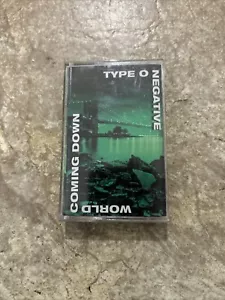 TYPE O
NEGATIVE
WORLD
COMING DOWN